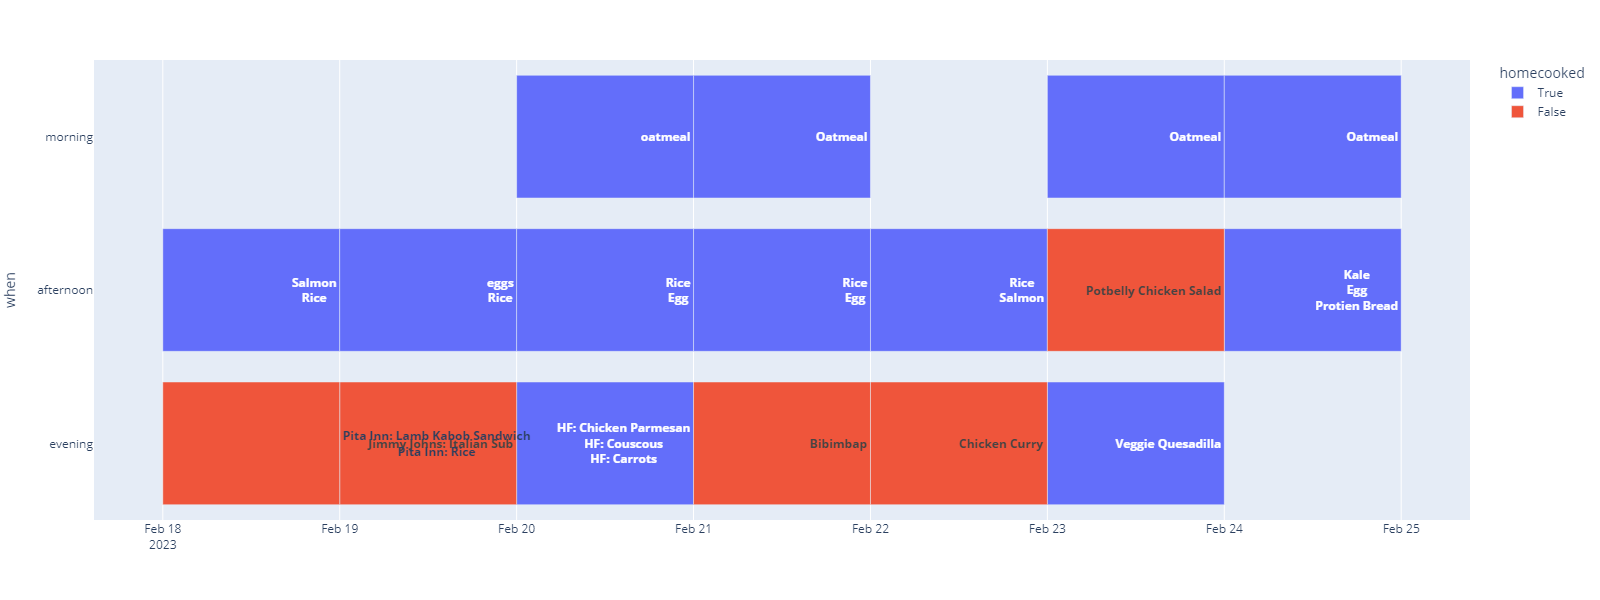 homecooked
True
False
when
morning
oatmeal
Oatmeal
Oatmeal
Oatmeal
afternoon
Salmon
Rice
eggs
Rice
Rice
Egg
Rice
Egg
Rice
Salmon
Potbelly Chicken Salad
Kale
Egg
Protien Bread
evening
Pita Inn: Lamb Kabob Sandwich
Pita Inn: Rice
Jimmy Johns: Italian Sub
HF: Chicken Parmesan
HF: Couscous
HF: Carrots
Bibimbap
Chicken Curry
Veggie Quesadilla
Feb 18
2023
Feb 19
Feb 20
Feb 21
Feb 22
Feb 23
Feb 24
Feb 25